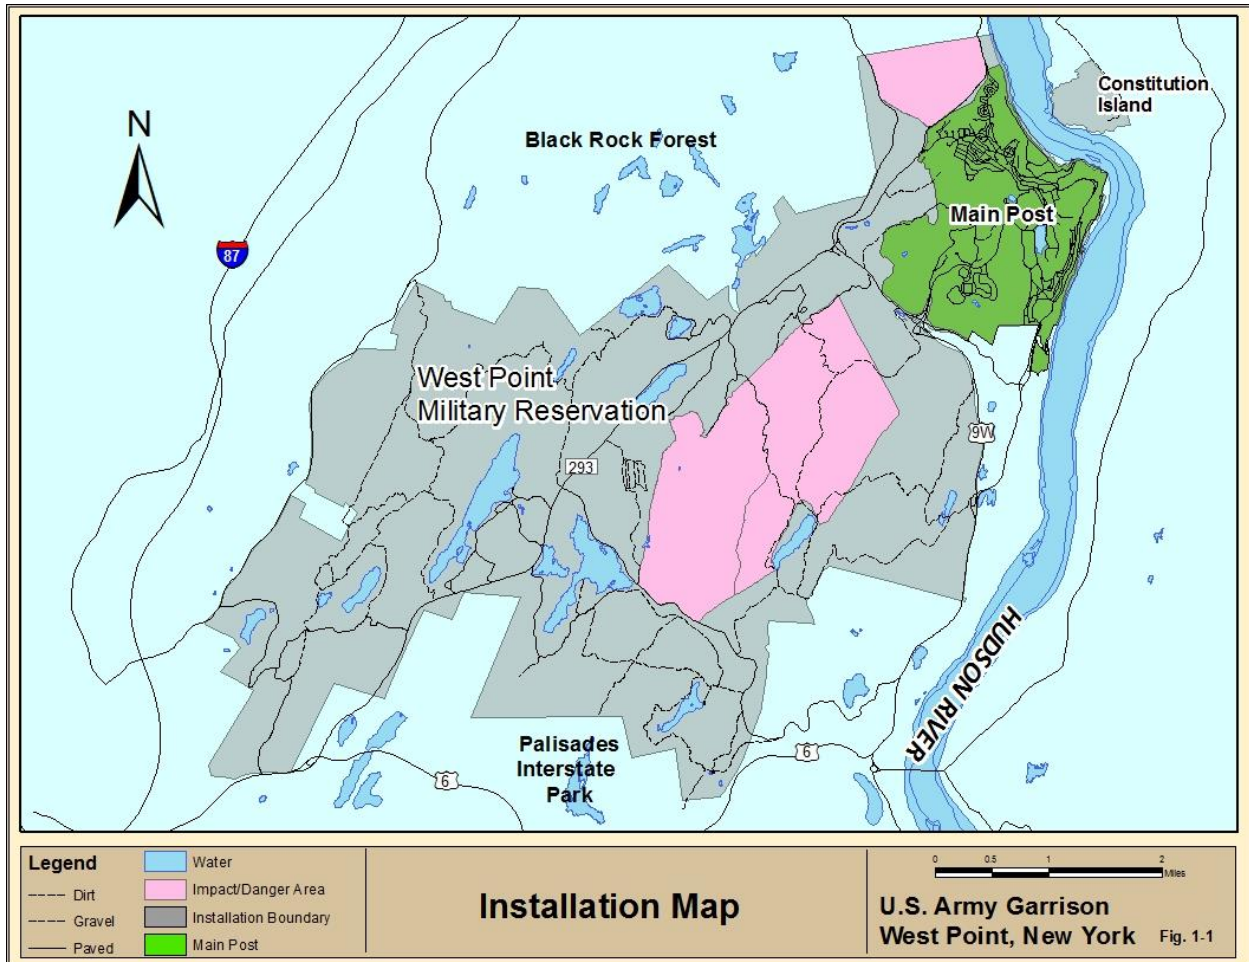 N
Constitution
Island
Black Rock Forest
Main Post
87
West Point
Military Reservation
9W
293
HUDSON RIVER
Palisades
Interstate
Park
6
6
Legend
Dirt
Gravel
Paved
Water
Impact/Danger Area
Installation Boundary
Main Post
Installation Map
0 0.5 1 2
Miles
U.S. Army Garrison
West Point, New York Fig. 1-1